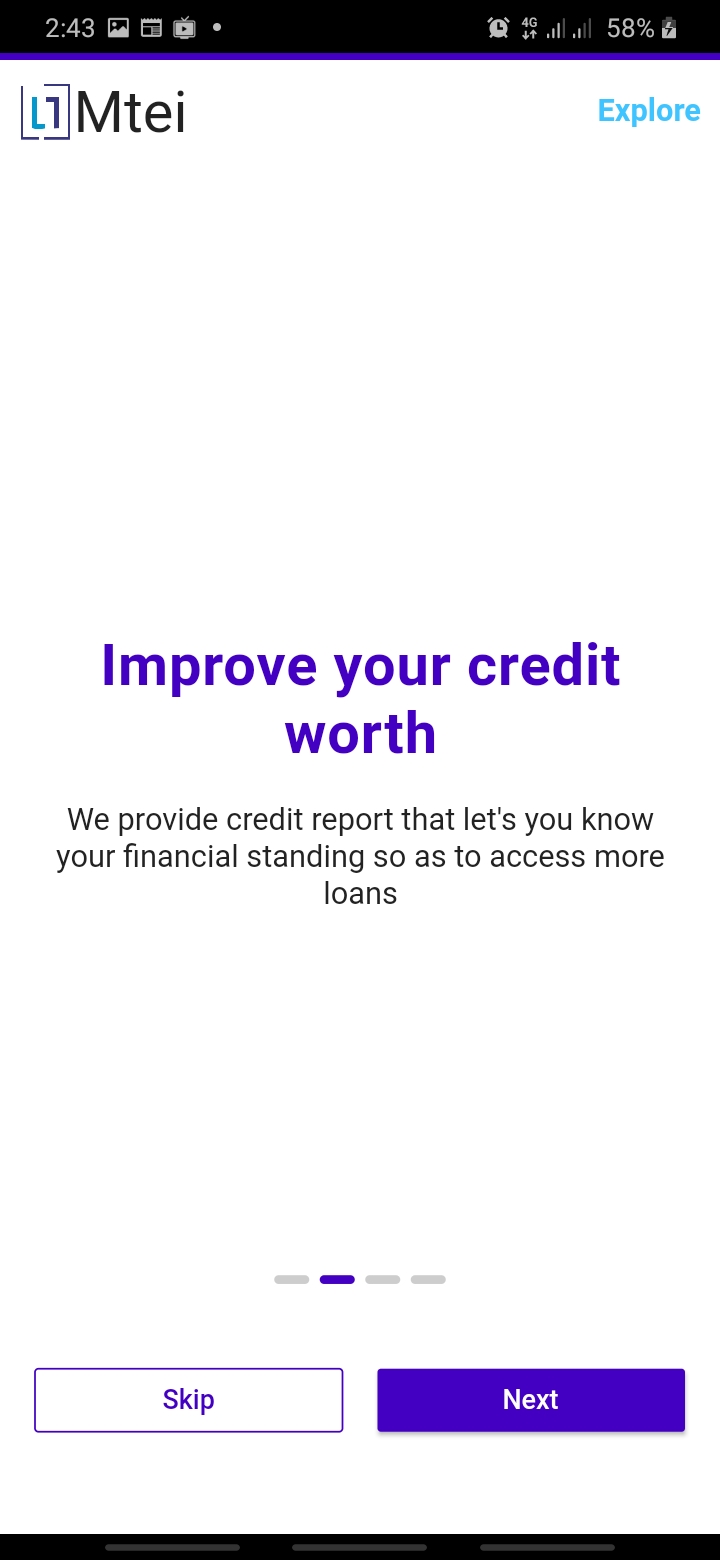 2:43
4G
58%
Mtei
Explore
Improve your credit
worth
We provide credit report that let's you know
your financial standing so as to access more
loans
Skip
Next